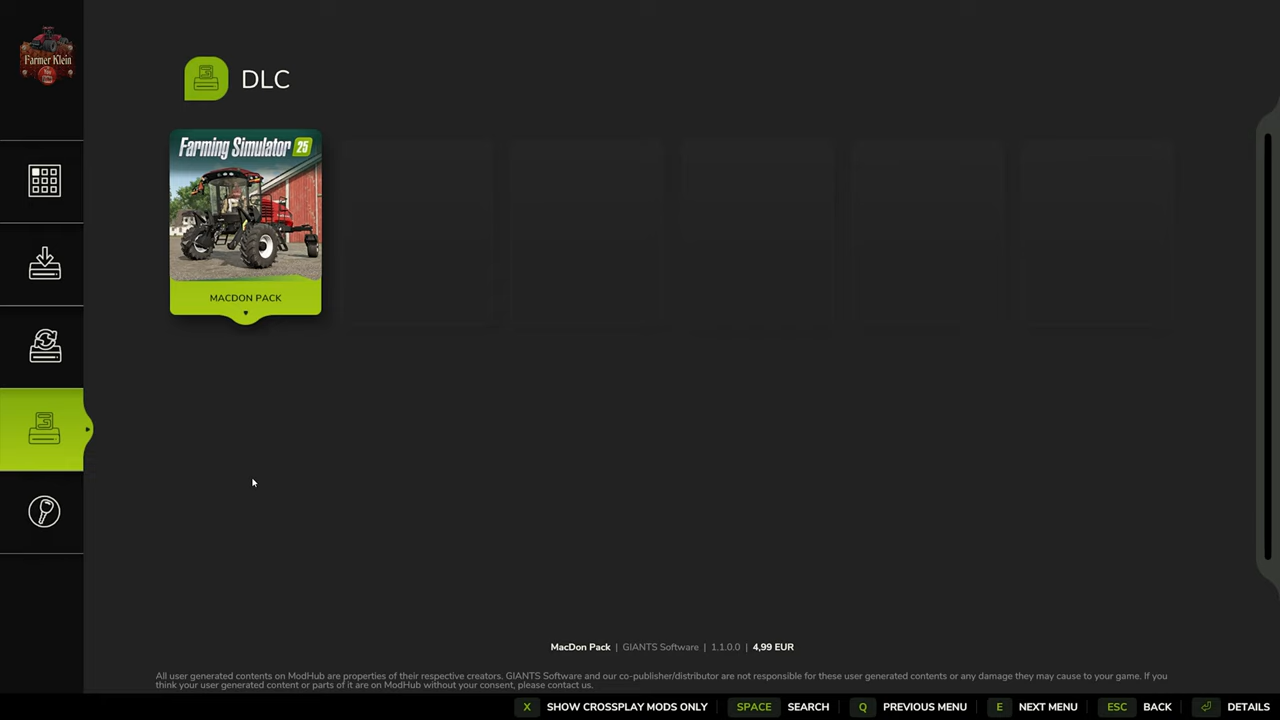 Farmer Klein
DLC
Farming Simulator 25
MACDON PACK
MacDon Pack | GIANTS Software | 1.1.0.0 | 4,99 EUR
All user generated contents on ModHub are properties of their respective creators. GIANTS Software and our co-publisher/distributor are not responsible for these user generated contents or any damage they may cause to your game. If you
think your user generated content or parts of it are on ModHub without your consent, please contact us.
X SHOW CROSSPLAY MODS ONLY SPACE SEARCH Q PREVIOUS MENU E NEXT MENU ESC BACK DETAILS